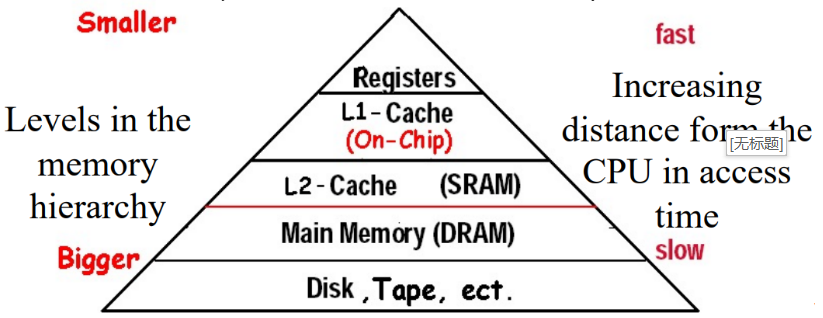 Smaller
fast
Registers
L1-Cache
(On-Chip)
L2-Cache (SRAM)
Main Memory (DRAM)
Disk ,Tape, ect.
Levels in the
memory
hierarchy
Bigger
Increasing
distance form the
[无标题]
CPU in access
time
slow